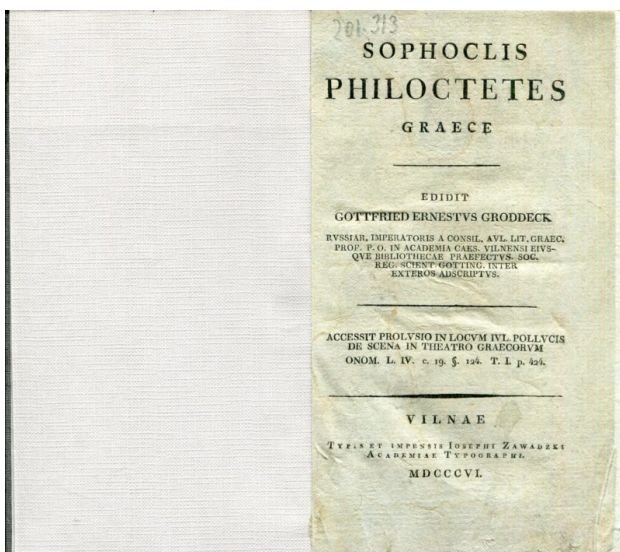 201.313
SOPHOCLIS
PHILOCTETES
GRAECE
EDIDIT
GOTTFRIED ERNESTVS GRODDECK
RVSSIAR. IMPERATORIS A CONSIL. AVL. LIT. GRAEC.
PROF. P. O. IN ACADEMIA CAES. VILNENSI EIVS-
QVE BIBLIOTHECAE PRAEFECTVS. SOC.
REG. SCIENT. GOTTING. INTER
EXTEROS ADSCRIPTVS.
ACCESSIT PROLVSIO IN LOCVM IVL. POLLVCIS
DE SCENA IN THEATRO GRAECORVM
ONOM. L. IV. c. 19. §. 124. T. I. p. 424.
VILNAE
TYPIS ET IMPENSIS IOSEPHI ZAWADZKI
ACADEMIAE TYPOGRAPHI.
MDCCCVI.